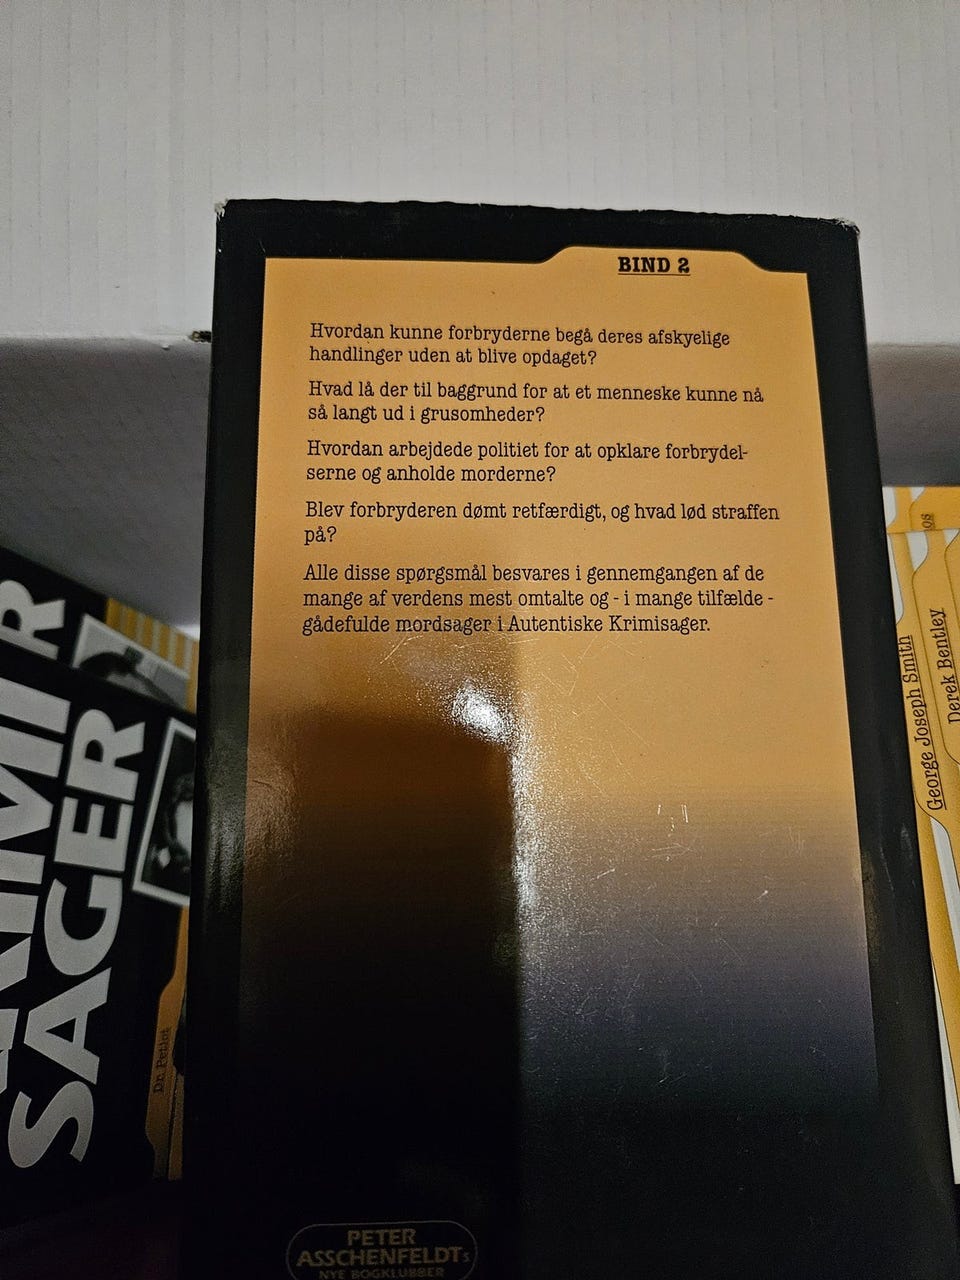 BIND 2
Hvordan kunne forbryderne begå deres afskyelige
handlinger uden at blive opdaget?
Hvad lå der til baggrund for at et menneske kunne nå
så langt ud i grusomheder?
Hvordan arbejdede politiet for at opklare forbrydel-
serne og anholde morderne?
Blev forbryderen dømt retfærdigt, og hvad lød straffen
på?
Alle disse spørgsmål besvares i gennemgangen af de
mange af verdens mest omtalte og - i mange tilfælde -
gådefulde mordsager i Autentiske Krimisager.
PETER
ASSCHENFELDTs
NYE BOGKLUBBER
SAGER
Dr. Petiot
George Joseph Smith
Derek Bentley